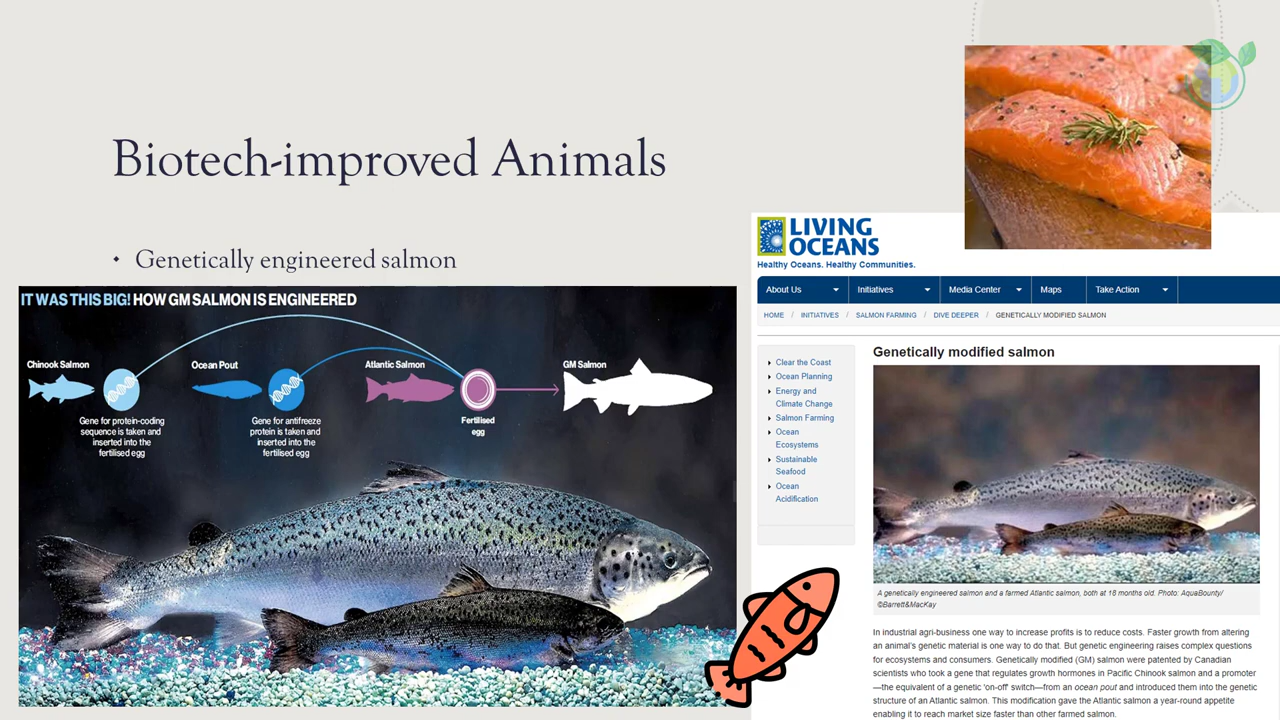 Biotech-improved Animals
Genetically engineered salmon
IT WAS THIS BIG! HOW GM SALMON IS ENGINEERED
Chinook Salmon
Ocean Pout
Atlantic Salmon
GM Salmon
Gene for protein-coding
sequence is taken and
inserted into the
fertilised egg
Gene for antifreeze
protein is taken and
inserted into the
fertilised egg
Fertilised
egg
LIVING
OCEANS
Healthy Oceans. Healthy Communities.
About Us
Initiatives
Media Center
Maps
Take Action
HOME / INITIATIVES / SALMON FARMING / DIVE DEEPER / GENETICALLY MODIFIED SALMON
Clear the Coast
Ocean Planning
Energy and
Climate Change
Salmon Farming
Ocean
Ecosystems
Sustainable
Seafood
Ocean
Acidification
Genetically modified salmon
A genetically engineered salmon and a farmed Atlantic salmon, both at 18 months old. Photo: AquaBounty/
©Barrett&MacKay
In industrial agri-business one way to increase profits is to reduce costs. Faster growth from altering
an animal's genetic material is one way to do that. But genetic engineering raises complex questions
for ecosystems and consumers. Genetically modified (GM) salmon were patented by Canadian
scientists who took a gene that regulates growth hormones in Pacific Chinook salmon and a promoter
—the equivalent of a genetic 'on-off' switch—from an ocean pout and introduced them into the genetic
structure of an Atlantic salmon. This modification gave the Atlantic salmon a year-round appetite
enabling it to reach market size faster than other farmed salmon.